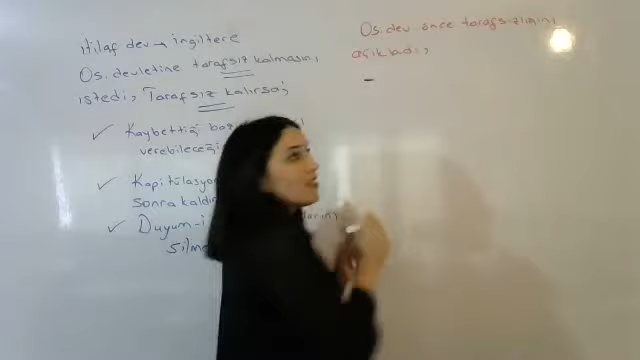 itilaf dev → ingiltere
Os. devletine tarafsız kalmasını
istedi, Tarafsız kalırsa;
✓ Kaybettiği
verebileceği
✓ Kapitülasyon
sonra kaldır
✓ Duyum-i
silme
Os. dev. önce tarafsızlığını
açıkladı,
-